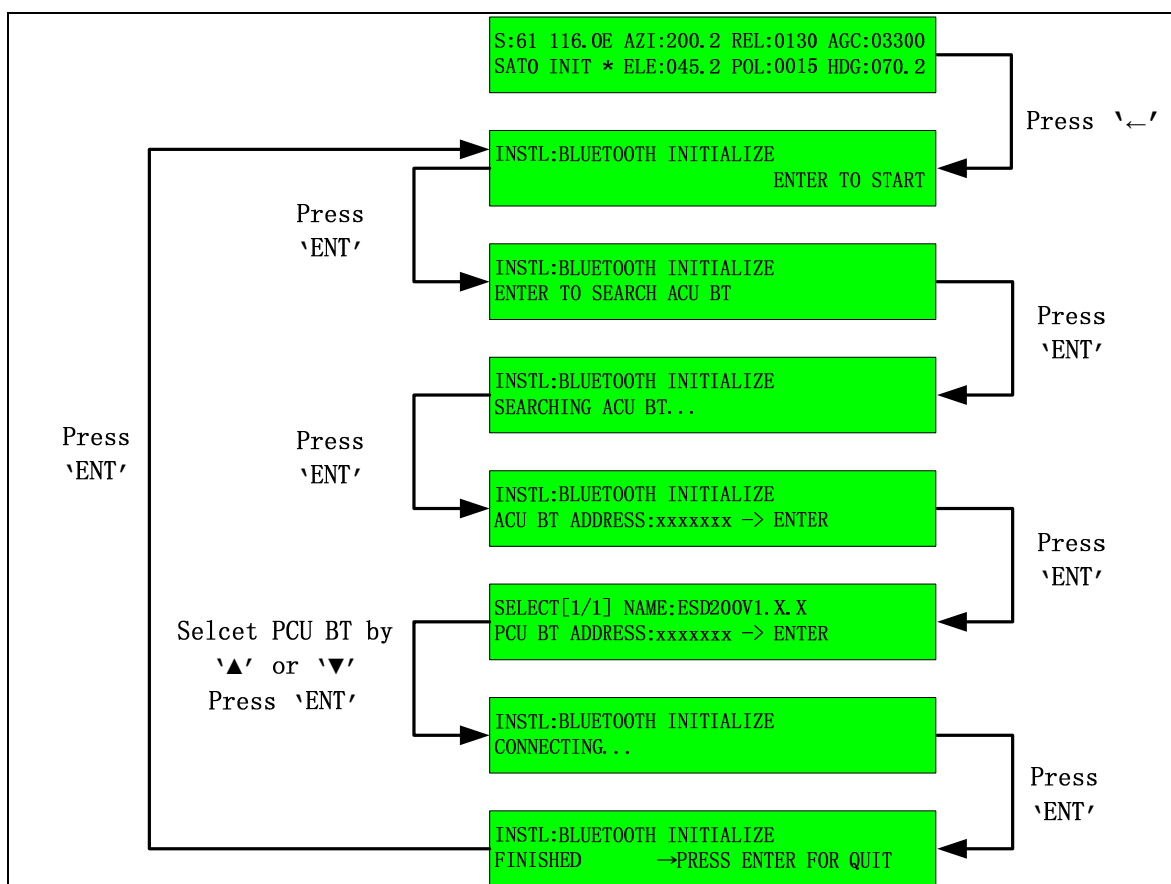 S:61 116.0E AZI:200.2 REL:0130 AGC:03300
SATO INIT * ELE:045.2 POL:0015 HDG:070.2
Press '←'
INSTL:BLUETOOTH INITIALIZE
ENTER TO START
Press
'ENT'
INSTL:BLUETOOTH INITIALIZE
ENTER TO SEARCH ACU BT
Press
'ENT'
INSTL:BLUETOOTH INITIALIZE
SEARCHING ACU BT...
Press
'ENT'
Press
'ENT'
INSTL:BLUETOOTH INITIALIZE
ACU BT ADDRESS:xxxxxxx -> ENTER
Press
'ENT'
SELECT[1/1] NAME:ESD200V1.X.X
PCU BT ADDRESS:xxxxxxx -> ENTER
Selcet PCU BT by
'▲' or '▼'
Press 'ENT'
INSTL:BLUETOOTH INITIALIZE
CONNECTING...
Press
'ENT'
INSTL:BLUETOOTH INITIALIZE
FINISHED →PRESS ENTER FOR QUIT